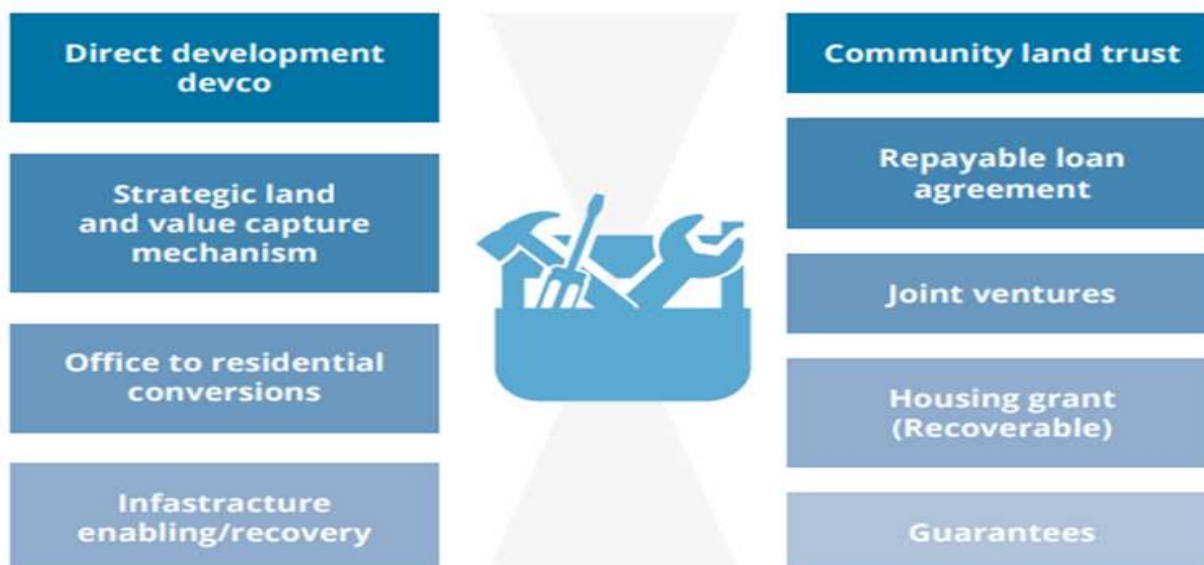 Direct development
devco
Strategic land
and value capture
mechanism
Office to residential
conversions
Infastracture
enabling/recovery
Community land trust
Repayable loan
agreement
Joint ventures
Housing grant
(Recoverable)
Guarantees